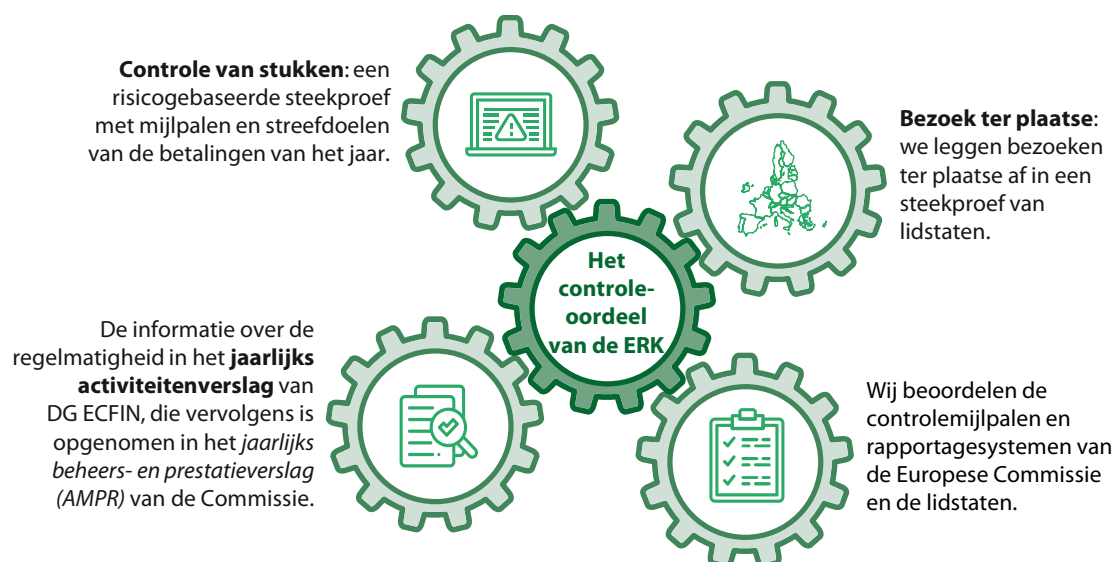 Controle van stukken: een
risicogebaseerde steekproef
met mijlpalen en streefdoelen
van de betalingen van het jaar.
Bezoek ter plaatse:
we leggen bezoeken
ter plaatse af in een
steekproef van
lidstaten.
Het
controle-
oordeel
van de ERK
De informatie over de
regelmatigheid in het jaarlijks
activiteitenverslag van
DG ECFIN, die vervolgens is
opgenomen in het jaarlijks
beheers- en prestatieverslag
(AMPR) van de Commissie.
Wij beoordelen de
controlemijlpalen en
rapportagesystemen van
de Europese Commissie
en de lidstaten.